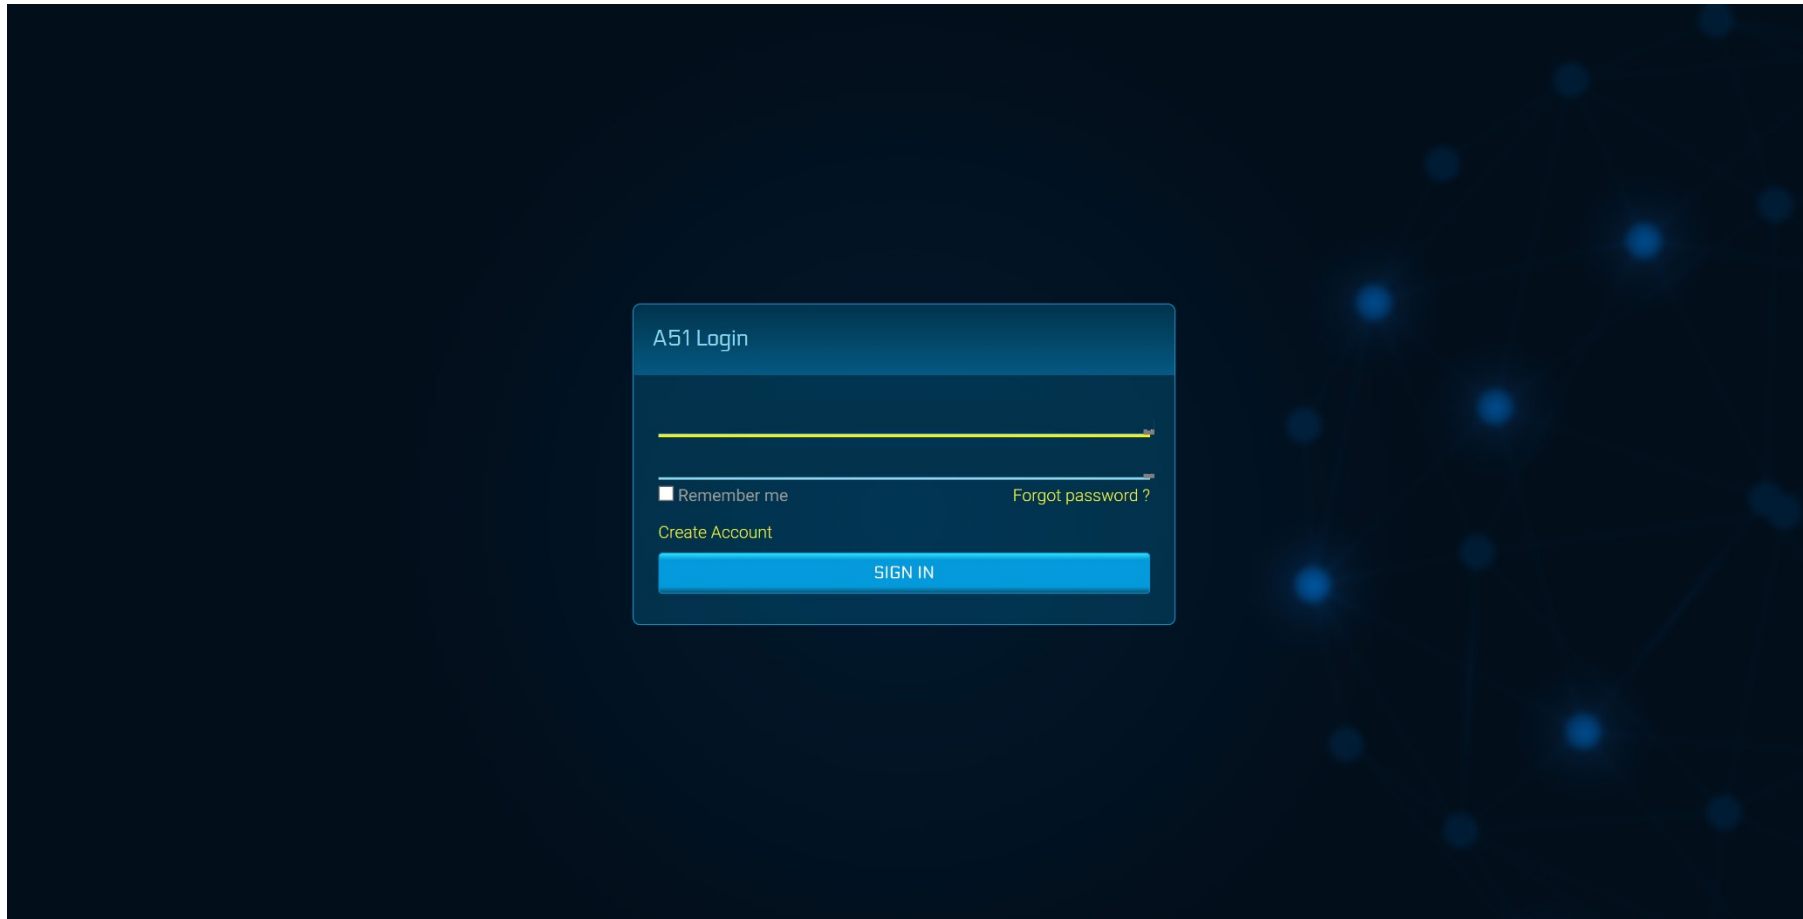 A51 Login
Remember me
Forgot password ?
Create Account
SIGN IN